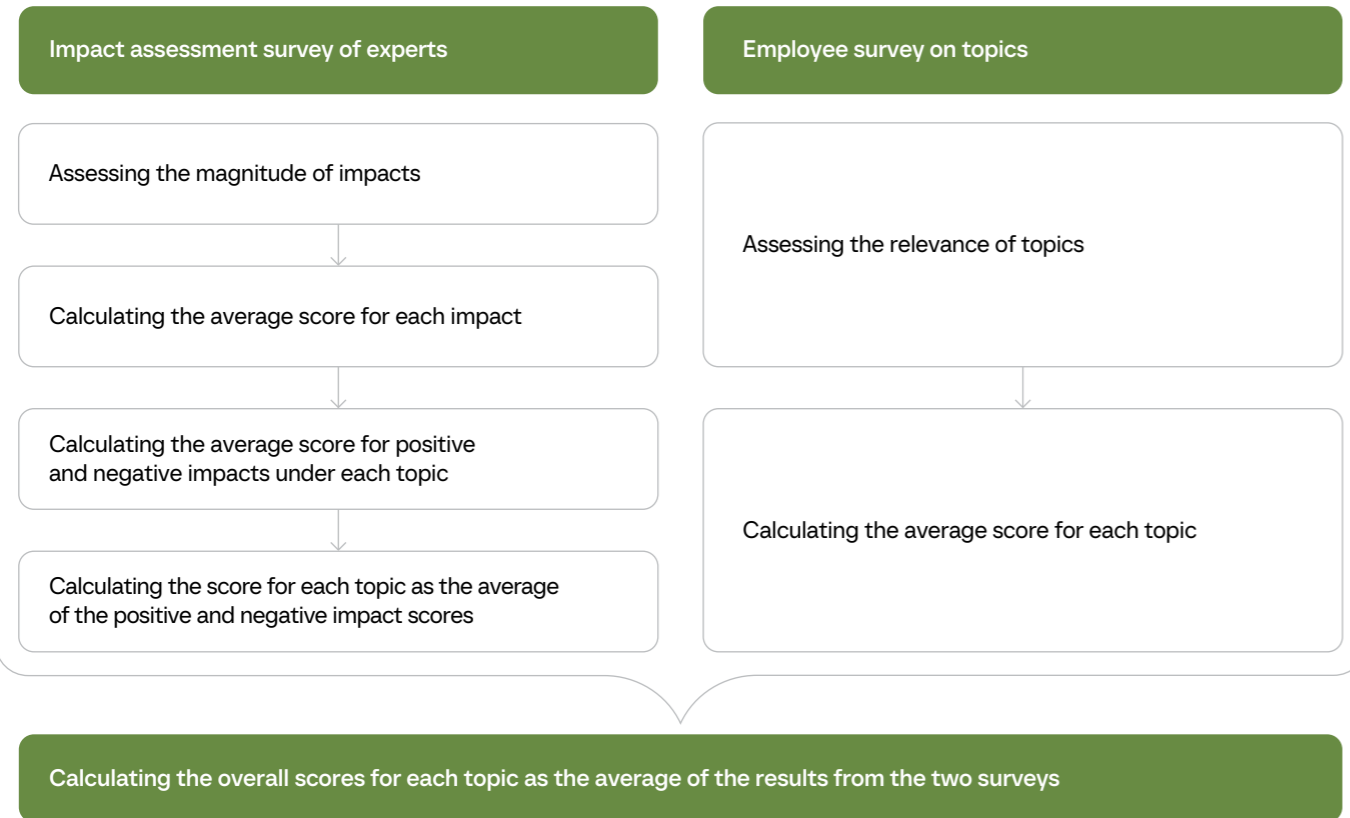 Impact assessment survey of experts
Assessing the magnitude of impacts
Calculating the average score for each impact
Calculating the average score for positive
and negative impacts under each topic
Calculating the score for each topic as the average
of the positive and negative impact scores
Employee survey on topics
Assessing the relevance of topics
Calculating the average score for each topic
Calculating the overall scores for each topic as the average of the results from the two surveys